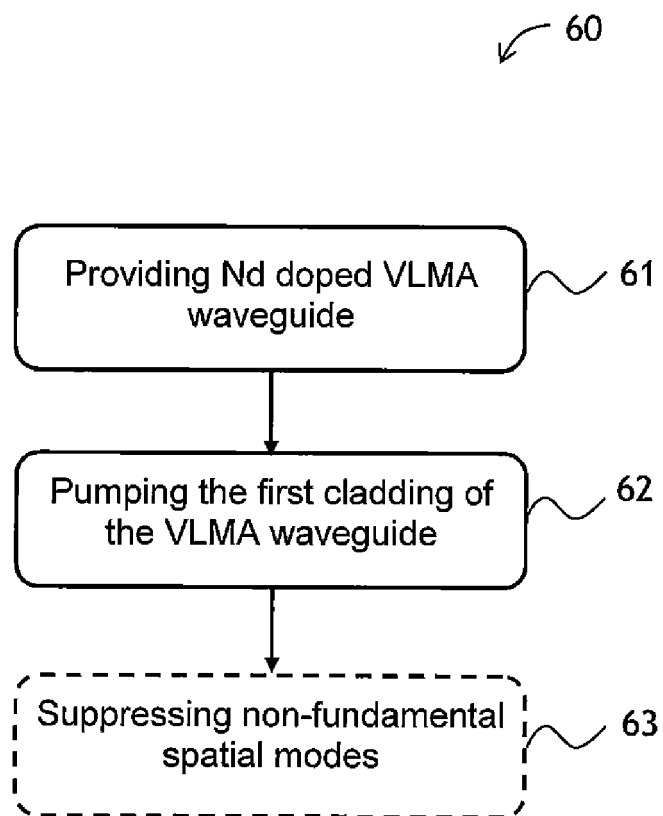 60
Providing Nd doped VLMA
waveguide
61
Pumping the first cladding of
the VLMA waveguide
62
Suppressing non-fundamental
spatial modes
63